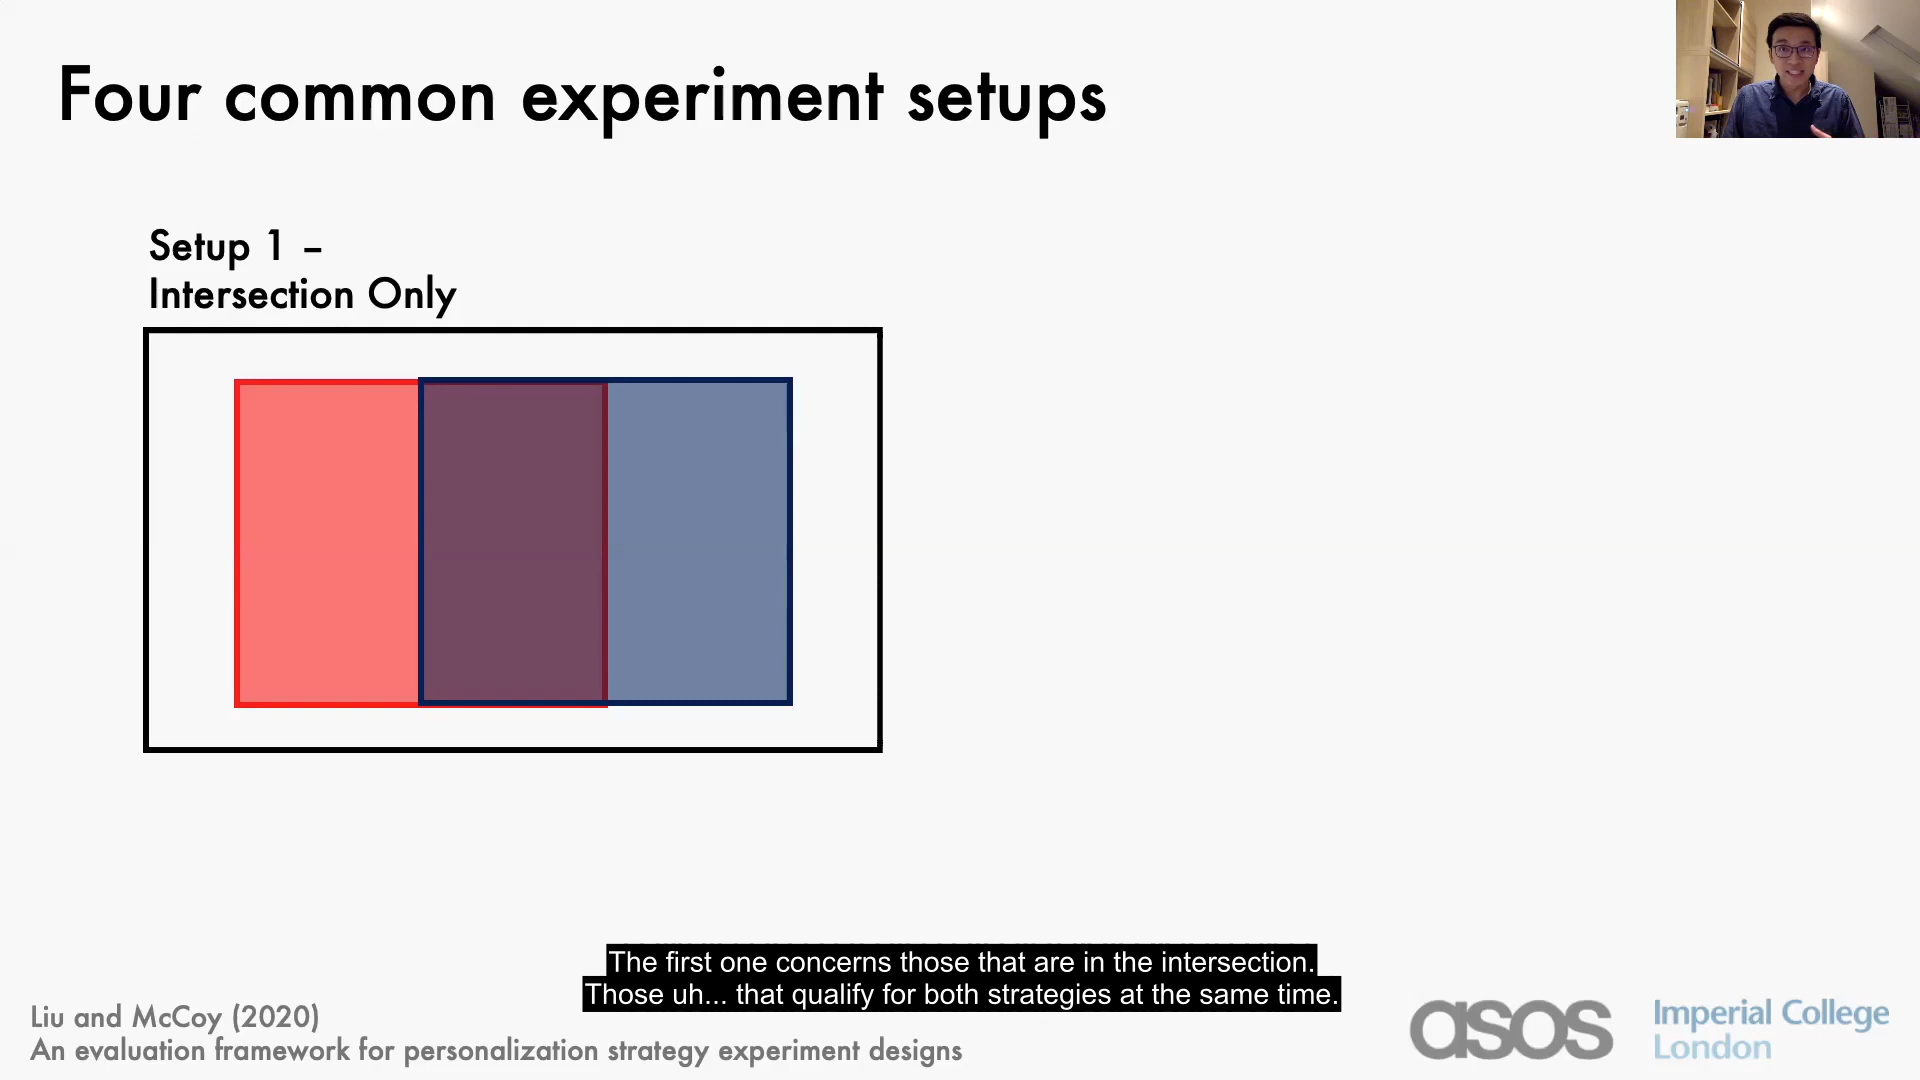 Four common experiment setups
Setup 1 –
Intersection Only
The first one concerns those that are in the intersection.
Those uh... that qualify for both strategies at the same time.
Liu and McCoy (2020)
An evaluation framework for personalization strategy experiment designs
asos
Imperial College
London